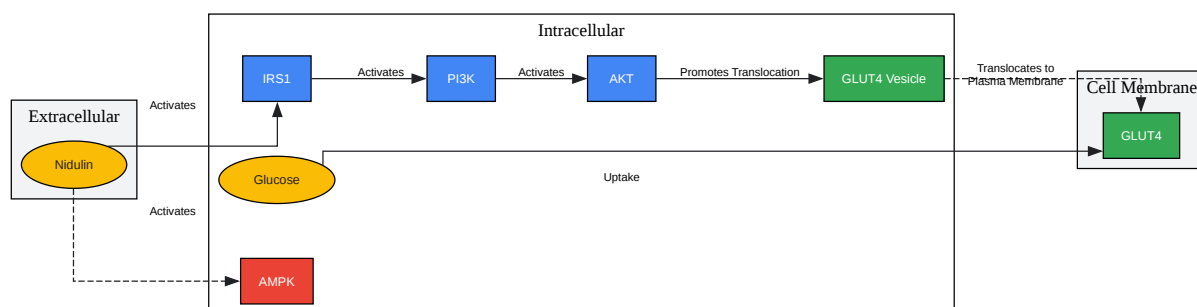 Intracellular
IRS1
Activates
PI3K
Activates
AKT
Promotes Translocation
GLUT4 Vesicle
Translocates to
Plasma Membrane
Cell Membrane
GLUT4
Extracellular
Nidulin
Activates
Glucose
Uptake
Activates
AMPK